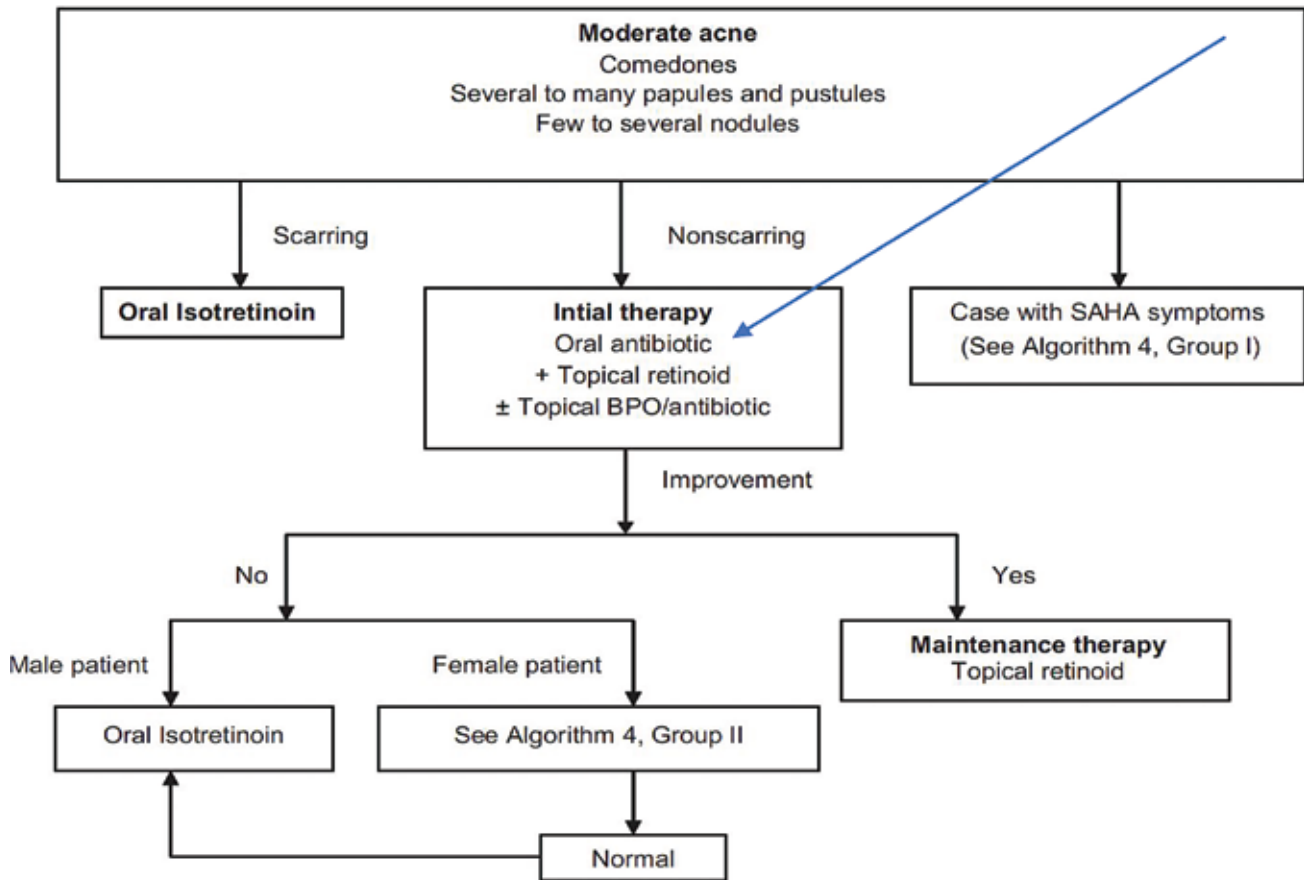 Moderate acne
Comedones
Several to many papules and pustules
Few to several nodules
Scarring
Nonscarring
Oral Isotretinoin
Intial therapy
Oral antibiotic
+ Topical retinoid
± Topical BPO/antibiotic
Case with SAHA symptoms
(See Algorithm 4, Group I)
Improvement
No
Yes
Male patient
Female patient
Maintenance therapy
Topical retinoid
Oral Isotretinoin
See Algorithm 4, Group II
Normal